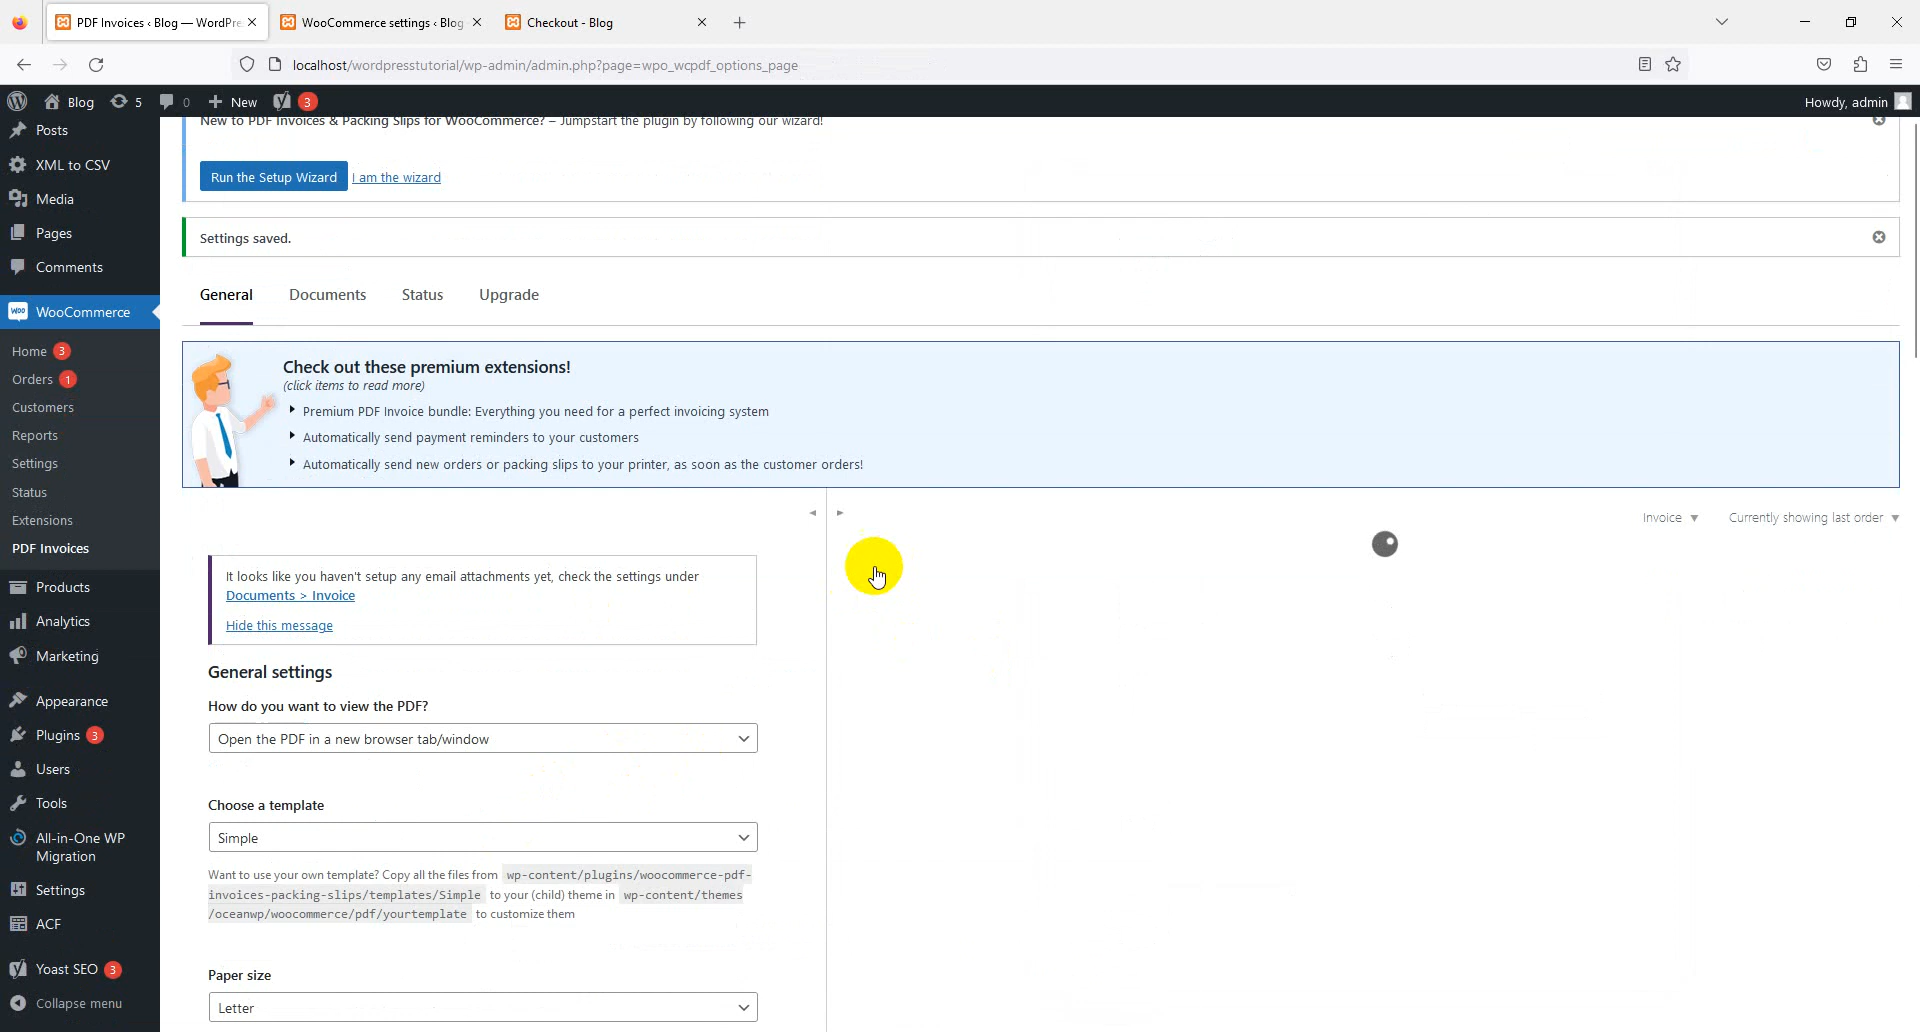 PDF Invoices ‹ Blog — WordPre
WooCommerce settings ‹ Blog
Checkout - Blog
localhost/wordpresstutorial/wp-admin/admin.php?page=wpo_wcpdf_options_page
Blog
5
0
New
3
Howdy, admin
Posts
XML to CSV
Media
Pages
Comments
WooCommerce
Home 3
Orders 1
Customers
Reports
Settings
Status
Extensions
PDF Invoices
Products
Analytics
Marketing
Appearance
Plugins 3
Users
Tools
All-in-One WP
Migration
Settings
ACF
Yoast SEO 3
Collapse menu
New to PDF Invoices & Packing Slips for WooCommerce? – Jumpstart the plugin by following our wizard!
Run the Setup Wizard
I am the wizard
Settings saved.
General
Documents
Status
Upgrade
Check out these premium extensions!
(click items to read more)
Premium PDF Invoice bundle: Everything you need for a perfect invoicing system
Automatically send payment reminders to your customers
Automatically send new orders or packing slips to your printer, as soon as the customer orders!
Invoice
Currently showing last order
It looks like you haven't setup any email attachments yet, check the settings under
Documents > Invoice
Hide this message
General settings
How do you want to view the PDF?
Open the PDF in a new browser tab/window
Choose a template
Simple
Want to use your own template? Copy all the files from wp-content/plugins/woocommerce-pdf-
invoices-packing-slips/templates/Simple to your (child) theme in wp-content/themes
/oceanwp/woocommerce/pdf/yourtemplate to customize them
Paper size
Letter